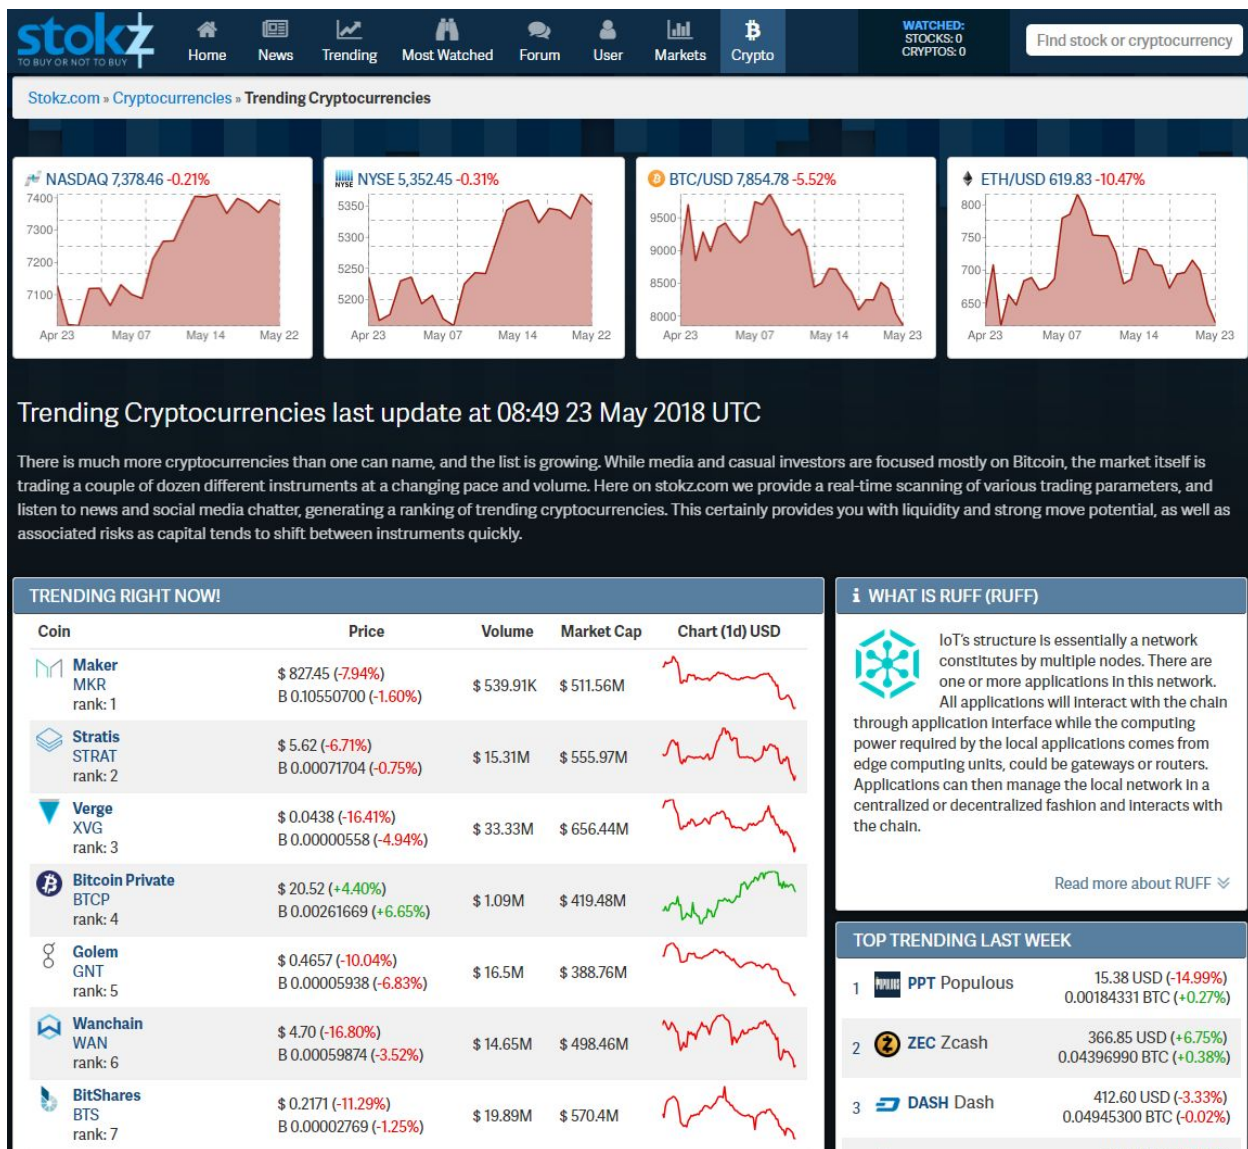 stokz
TO BUY OR NOT TO BUY
Home
News
Trending
Most Watched
Forum
User
Markets
Crypto
WATCHED:
STOCKS: 0
CRYPTOS: 0
Find stock or cryptocurrency
Stokz.com » Cryptocurrencies » Trending Cryptocurrencies
NASDAQ 7,378.46 -0.21%
7400
7300
7200
7100
Apr 23 May 07 May 14 May 22
NYSE
NYSE 5,352.45 -0.31%
5350
5300
5250
5200
Apr 23 May 07 May 14 May 22
BTC/USD 7,854.78 -5.52%
9500
9000
8500
8000
Apr 23 May 07 May 14 May 23
ETH/USD 619.83 -10.47%
800
750
700
650
Apr 23 May 07 May 14 May 23
Trending Cryptocurrencies last update at 08:49 23 May 2018 UTC
There is much more cryptocurrencies than one can name, and the list is growing. While media and casual investors are focused mostly on Bitcoin, the market itself is
trading a couple of dozen different instruments at a changing pace and volume. Here on stokz.com we provide a real-time scanning of various trading parameters, and
listen to news and social media chatter, generating a ranking of trending cryptocurrencies. This certainly provides you with liquidity and strong move potential, as well as
associated risks as capital tends to shift between instruments quickly.
TRENDING RIGHT NOW!
Coin Price Volume Market Cap Chart (1d) USD
Maker
MKR
rank: 1
$ 827.45 (-7.94%)
B 0.10550700 (-1.60%)
$ 539.91K $ 511.56M
Stratis
STRAT
rank: 2
$ 5.62 (-6.71%)
B 0.00071704 (-0.75%)
$ 15.31M $ 555.97M
Verge
XVG
rank: 3
$ 0.0438 (-16.41%)
B 0.00000558 (-4.94%)
$ 33.33M $ 656.44M
Bitcoin Private
BTCP
rank: 4
$ 20.52 (+4.40%)
B 0.00261669 (+6.65%)
$ 1.09M $ 419.48M
Golem
GNT
rank: 5
$ 0.4657 (-10.04%)
B 0.00005938 (-6.83%)
$ 16.5M $ 388.76M
Wanchain
WAN
rank: 6
$ 4.70 (-16.80%)
B 0.00059874 (-3.52%)
$ 14.65M $ 498.46M
BitShares
BTS
rank: 7
$ 0.2171 (-11.29%)
B 0.00002769 (-1.25%)
$ 19.89M $ 570.4M
i WHAT IS RUFF (RUFF)
IoT's structure is essentially a network
constitutes by multiple nodes. There are
one or more applications in this network.
All applications will interact with the chain
through application interface while the computing
power required by the local applications comes from
edge computing units, could be gateways or routers.
Applications can then manage the local network in a
centralized or decentralized fashion and interacts with
the chain.
Read more about RUFF
TOP TRENDING LAST WEEK
1 POPULOUS PPT Populous
15.38 USD (-14.99%)
0.00184331 BTC (+0.27%)
2 ZEC Zcash
366.85 USD (+6.75%)
0.04396990 BTC (+0.38%)
3 DASH Dash
412.60 USD (-3.33%)
0.04945300 BTC (-0.02%)